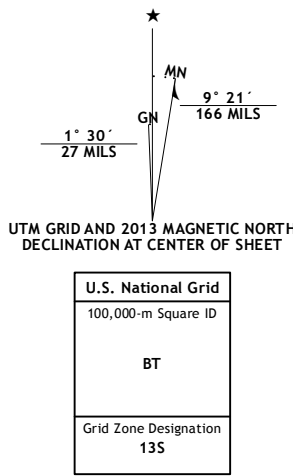 ★
MN
GN
9° 21´
166 MILS
1° 30´
27 MILS
UTM GRID AND 2013 MAGNETIC NORTH
DECLINATION AT CENTER OF SHEET
U.S. National Grid
100,000-m Square ID
BT
Grid Zone Designation
13S